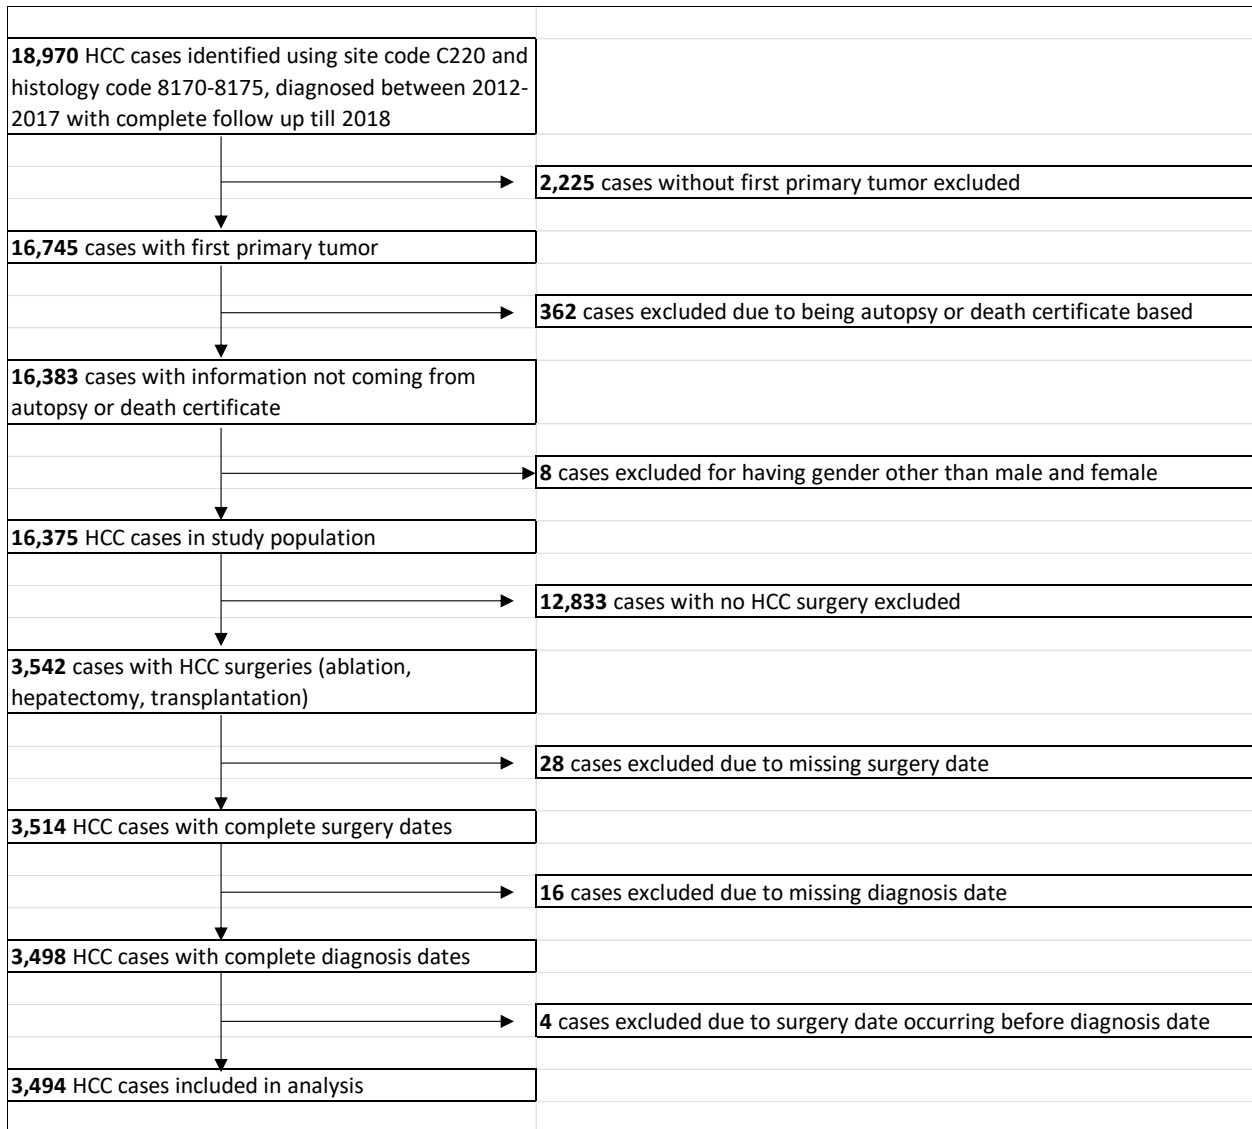 18,970 HCC cases identified using site code C220 and
histology code 8170-8175, diagnosed between 2012-
2017 with complete follow up till 2018
2,225 cases without first primary tumor excluded
16,745 cases with first primary tumor
362 cases excluded due to being autopsy or death certificate based
16,383 cases with information not coming from
autopsy or death certificate
8 cases excluded for having gender other than male and female
16,375 HCC cases in study population
12,833 cases with no HCC surgery excluded
3,542 cases with HCC surgeries (ablation,
hepatectomy, transplantation)
28 cases excluded due to missing surgery date
3,514 HCC cases with complete surgery dates
16 cases excluded due to missing diagnosis date
3,498 HCC cases with complete diagnosis dates
4 cases excluded due to surgery date occurring before diagnosis date
3,494 HCC cases included in analysis